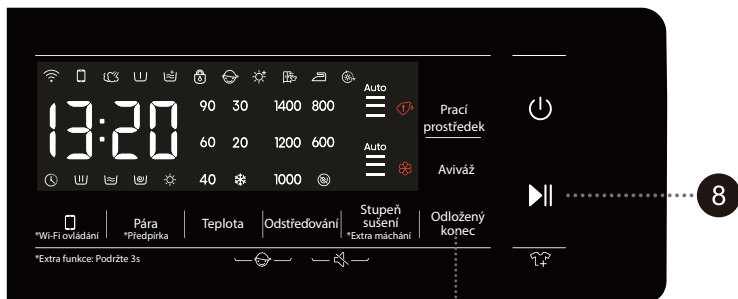 Auto
90 30 1400 800
13:20
Prací
prostředek
60 20 1200 600
Auto
Aviváž
40 1000
8
Stupeň
sušení
*Extra máchání
Odložený
konec
Pára
*Předpírka
Teplota
Odstřeďování
*Wi-Fi ovládání
*Extra funkce: Podržte 3s